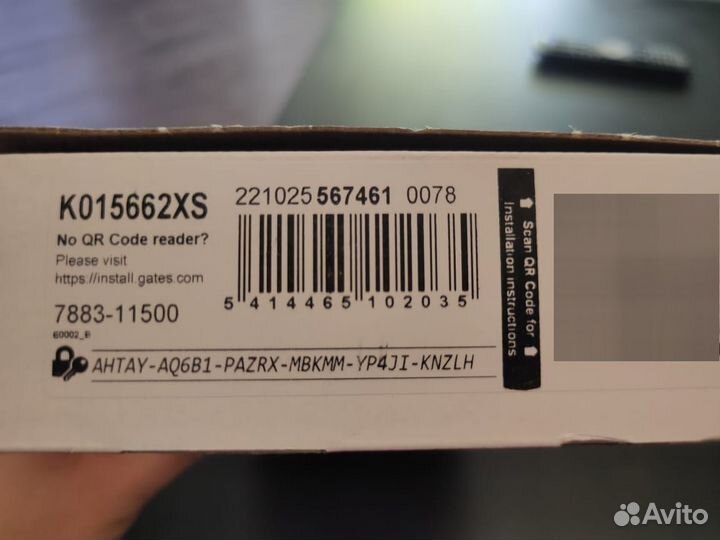 K015662XS
221025 567461 0078
No QR Code reader?
Please visit
https://install.gates.com
5 414465 102035
7883-11500
E0002_B
AHTAY-AQ6B1-PAZRX-MBKMM-YP4JI-KNZLH
Scan QR Code for
Installation instructions
Avito